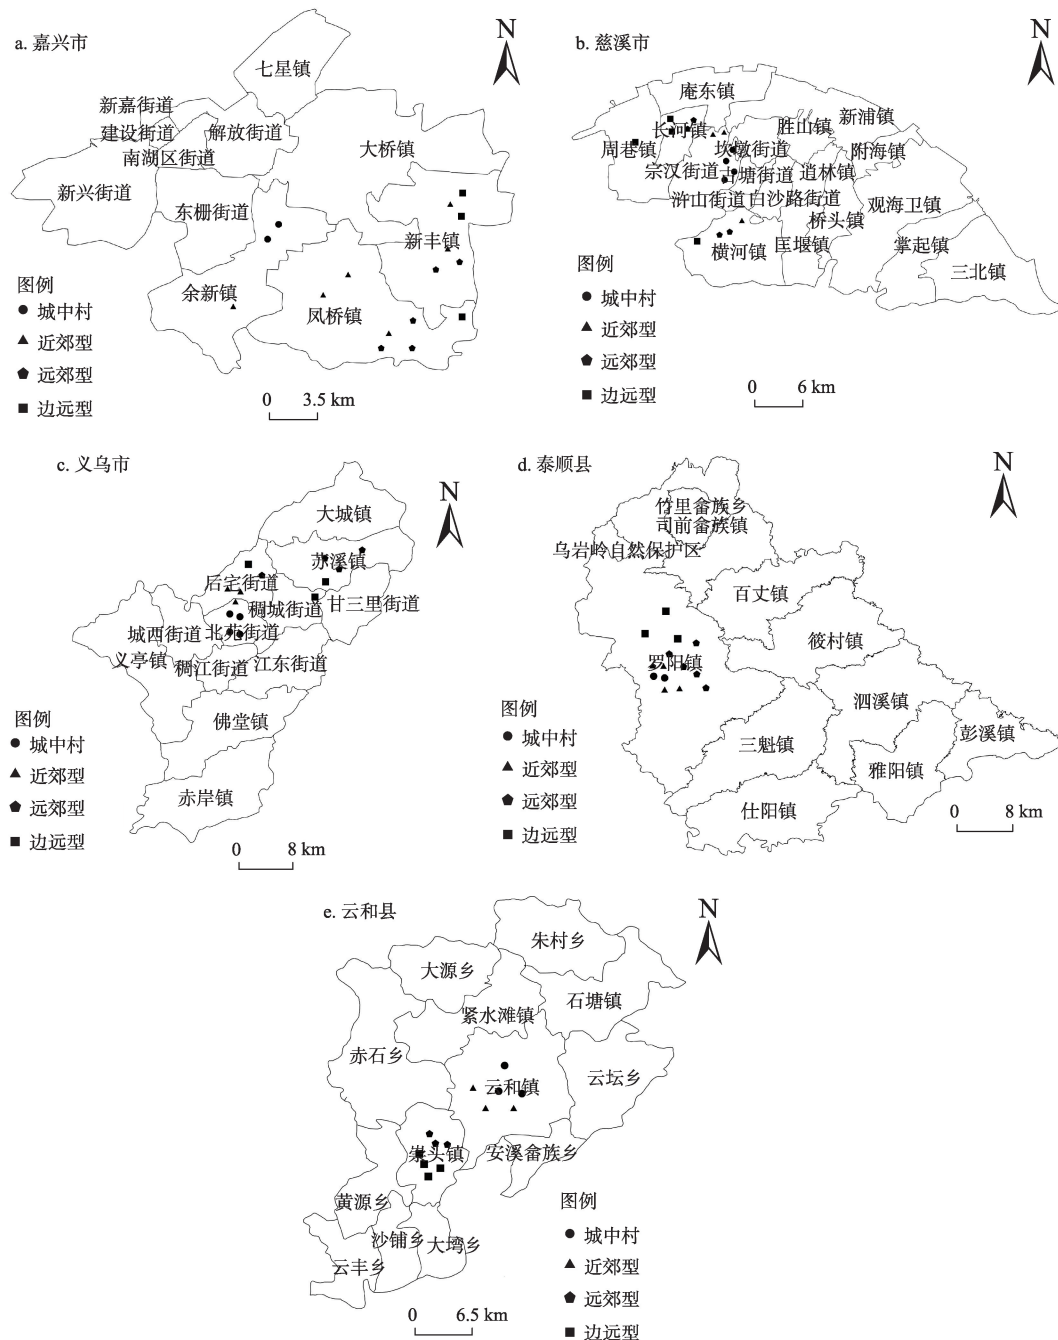 a. 嘉兴市
N
七星镇
新嘉街道
建设街道
解放街道
南湖区街道
大桥镇
新兴街道
东栅街道
新丰镇
余新镇
凤桥镇
图例
城中村
近郊型
远郊型
边远型
0 3.5 km
b. 慈溪市
N
庵东镇
长河镇
胜山镇
新浦镇
周巷镇
坎墩街道
附海镇
宗汉街道
古塘街道
逍林镇
浒山街道
白沙路街道
观海卫镇
桥头镇
横河镇
匡堰镇
掌起镇
三北镇
图例
城中村
近郊型
远郊型
边远型
0 6 km
c. 义乌市
N
大城镇
苏溪镇
后宅街道
稠城街道
廿三里街道
城西街道
北苑街道
义亭镇
稠江街道
江东街道
佛堂镇
赤岸镇
图例
城中村
近郊型
远郊型
边远型
0 8 km
d. 泰顺县
N
竹里畲族乡
司前畲族镇
乌岩岭自然保护区
百丈镇
筱村镇
罗阳镇
泗溪镇
彭溪镇
三魁镇
雅阳镇
仕阳镇
图例
城中村
近郊型
远郊型
边远型
0 8 km
e. 云和县
N
朱村乡
大源乡
石塘镇
紧水滩镇
赤石乡
云和镇
云坛乡
崇头镇
安溪畲族乡
黄源乡
沙铺乡
大塆乡
云丰乡
图例
城中村
近郊型
远郊型
边远型
0 6.5 km